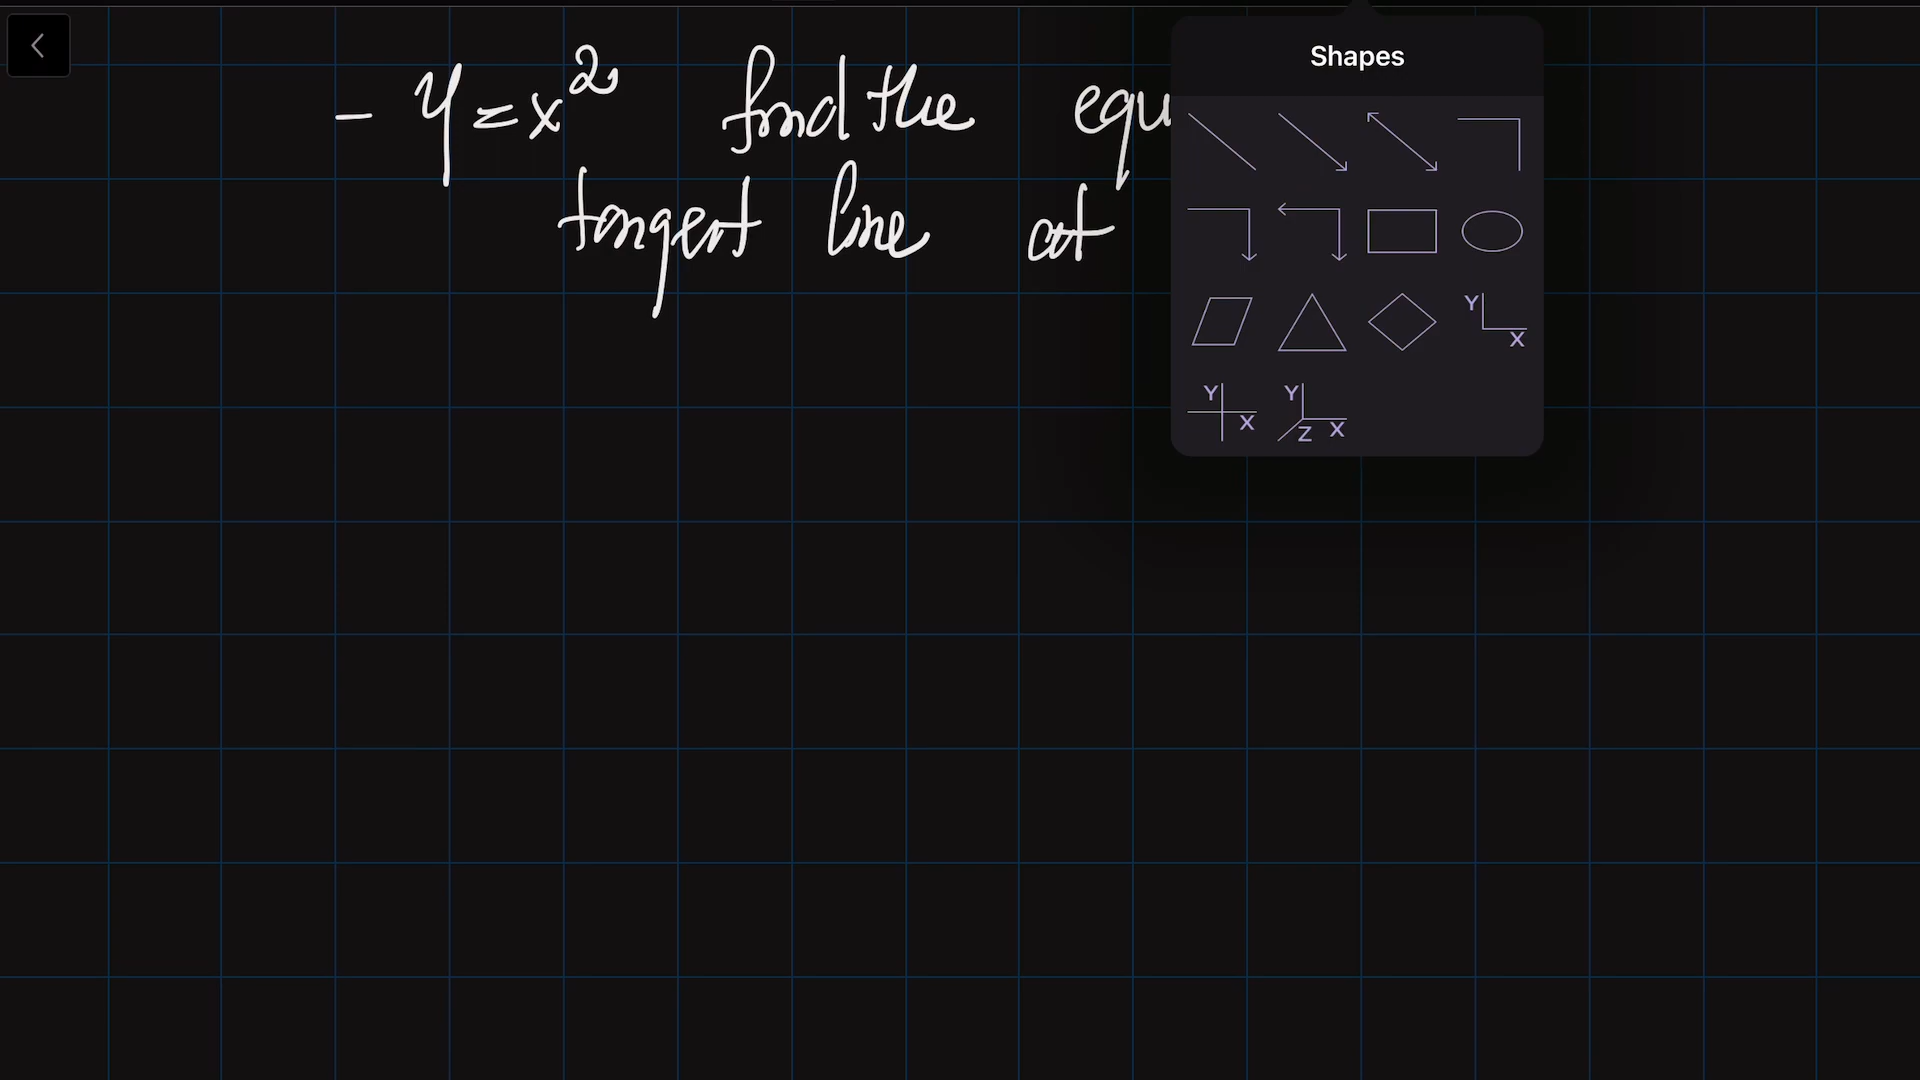 - y = x² find the equ
Shapes
tangent line at
Y
X
Y
X
Y
Z
X